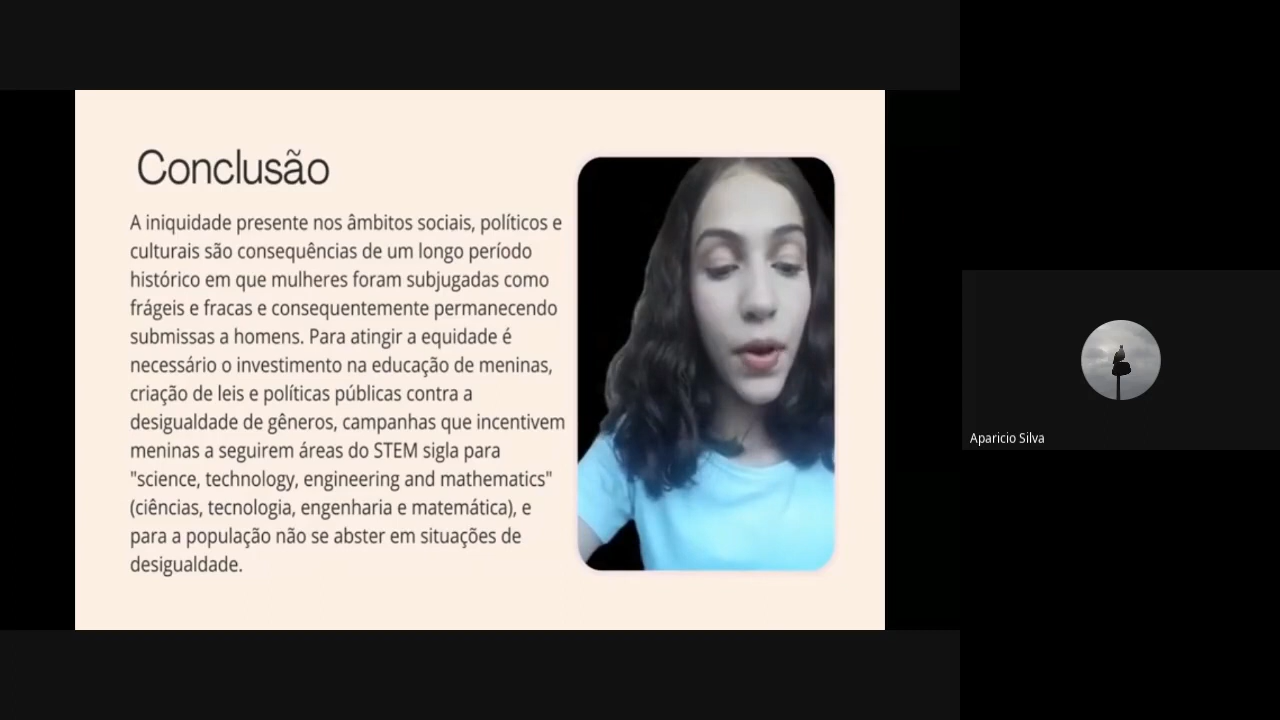 Conclusão
A iniquidade presente nos âmbitos sociais, políticos e
culturais são consequências de um longo período
histórico em que mulheres foram subjugadas como
frágeis e fracas e consequentemente permanecendo
submissas a homens. Para atingir a equidade é
necessário o investimento na educação de meninas,
criação de leis e políticas públicas contra a
desigualdade de gêneros, campanhas que incentivem
meninas a seguirem áreas do STEM sigla para
"science, technology, engineering and mathematics"
(ciências, tecnologia, engenharia e matemática), e
para a população não se abster em situações de
desigualdade.
Aparicio Silva